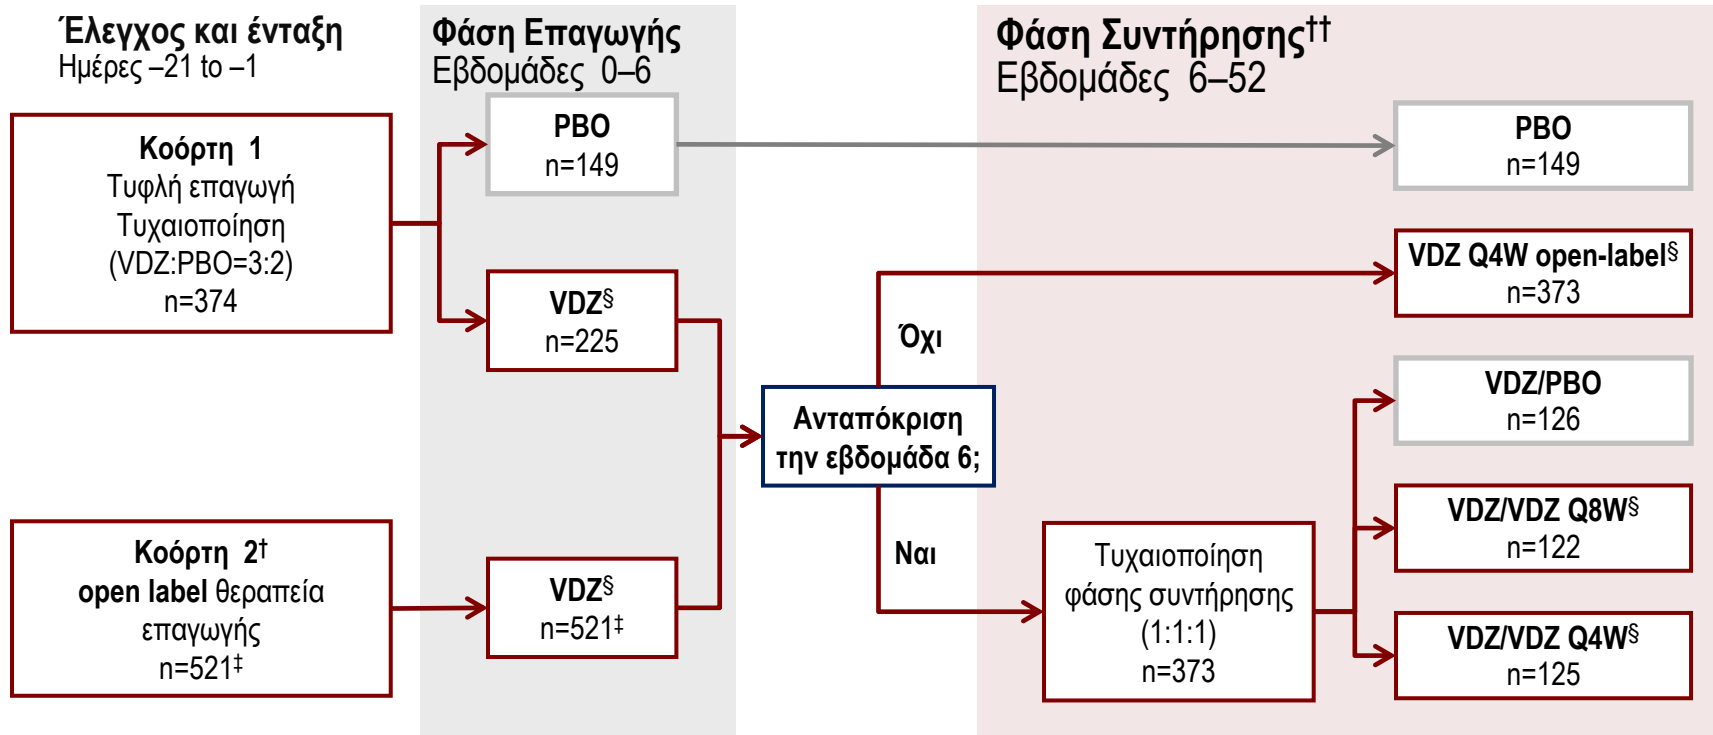 Έλεγχος και ένταξη
Ημέρες –21 to –1
Φάση Επαγωγής
Εβδομάδες 0–6
Φάση Συντήρησης††
Εβδομάδες 6–52
Κοόρτη 1
Τυφλή επαγωγή
Τυχαιοποίηση
(VDZ:PBO=3:2)
n=374
PBO
n=149
VDZ§
n=225
Κοόρτη 2†
open label θεραπεία
επαγωγής
n=521‡
VDZ§
n=521‡
Ανταπόκριση
την εβδομάδα 6;
Όχι
Ναι
Τυχαιοποίηση
φάσης συντήρησης
(1:1:1)
n=373
PBO
n=149
VDZ Q4W open-label§
n=373
VDZ/PBO
n=126
VDZ/VDZ Q8W§
n=122
VDZ/VDZ Q4W§
n=125